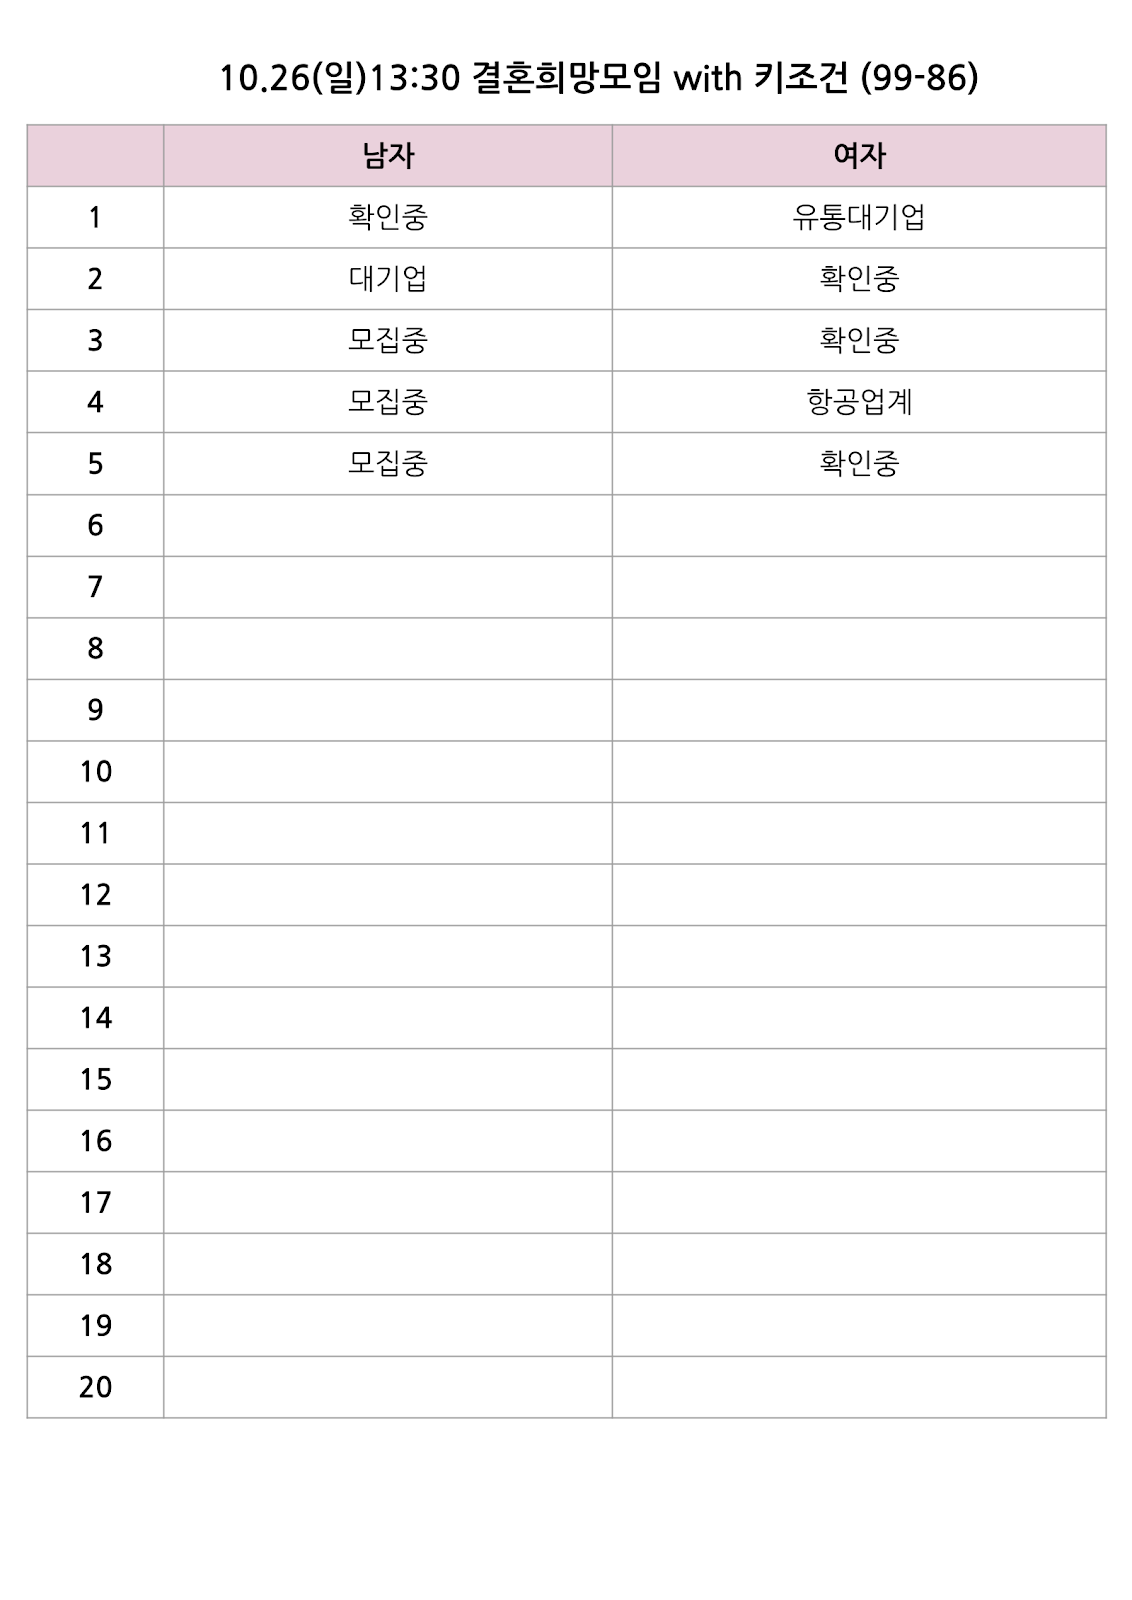 10.26(일)13:30 결혼희망모임 with 키조건 (99-86)
남자 여자
1 확인중 유통대기업
2 대기업 확인중
3 모집중 확인중
4 모집중 항공업계
5 모집중 확인중
6
7
8
9
10
11
12
13
14
15
16
17
18
19
20